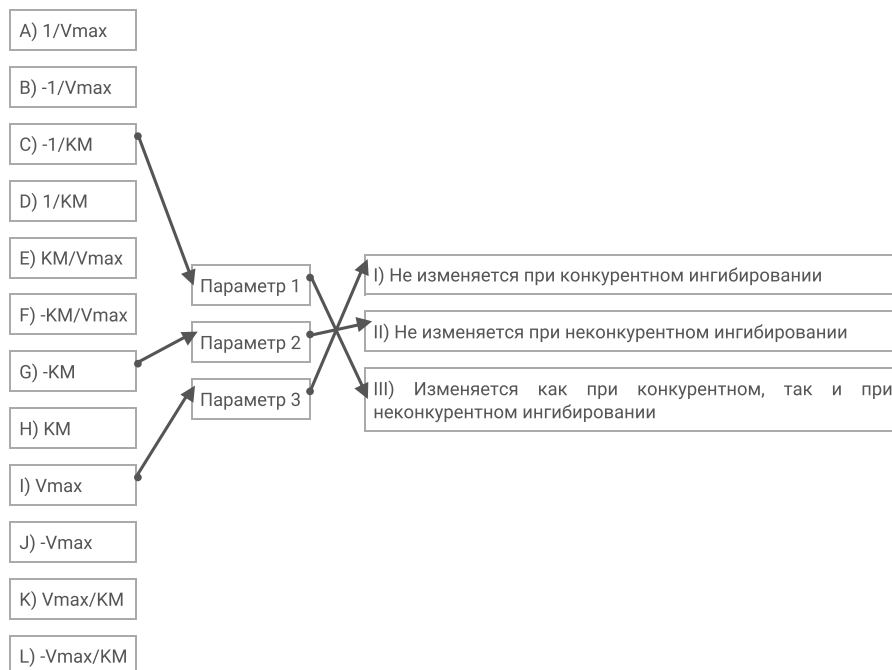 A) 1/Vmax
B) -1/Vmax
C) -1/KM
D) 1/KM
E) KM/Vmax
F) -KM/Vmax
G) -KM
H) KM
I) Vmax
J) -Vmax
K) Vmax/KM
L) -Vmax/KM
Параметр 1
Параметр 2
Параметр 3
I) Не изменяется при конкурентном ингибировании
II) Не изменяется при неконкурентном ингибировании
III) Изменяется как при конкурентном, так и при
неконкурентном ингибировании